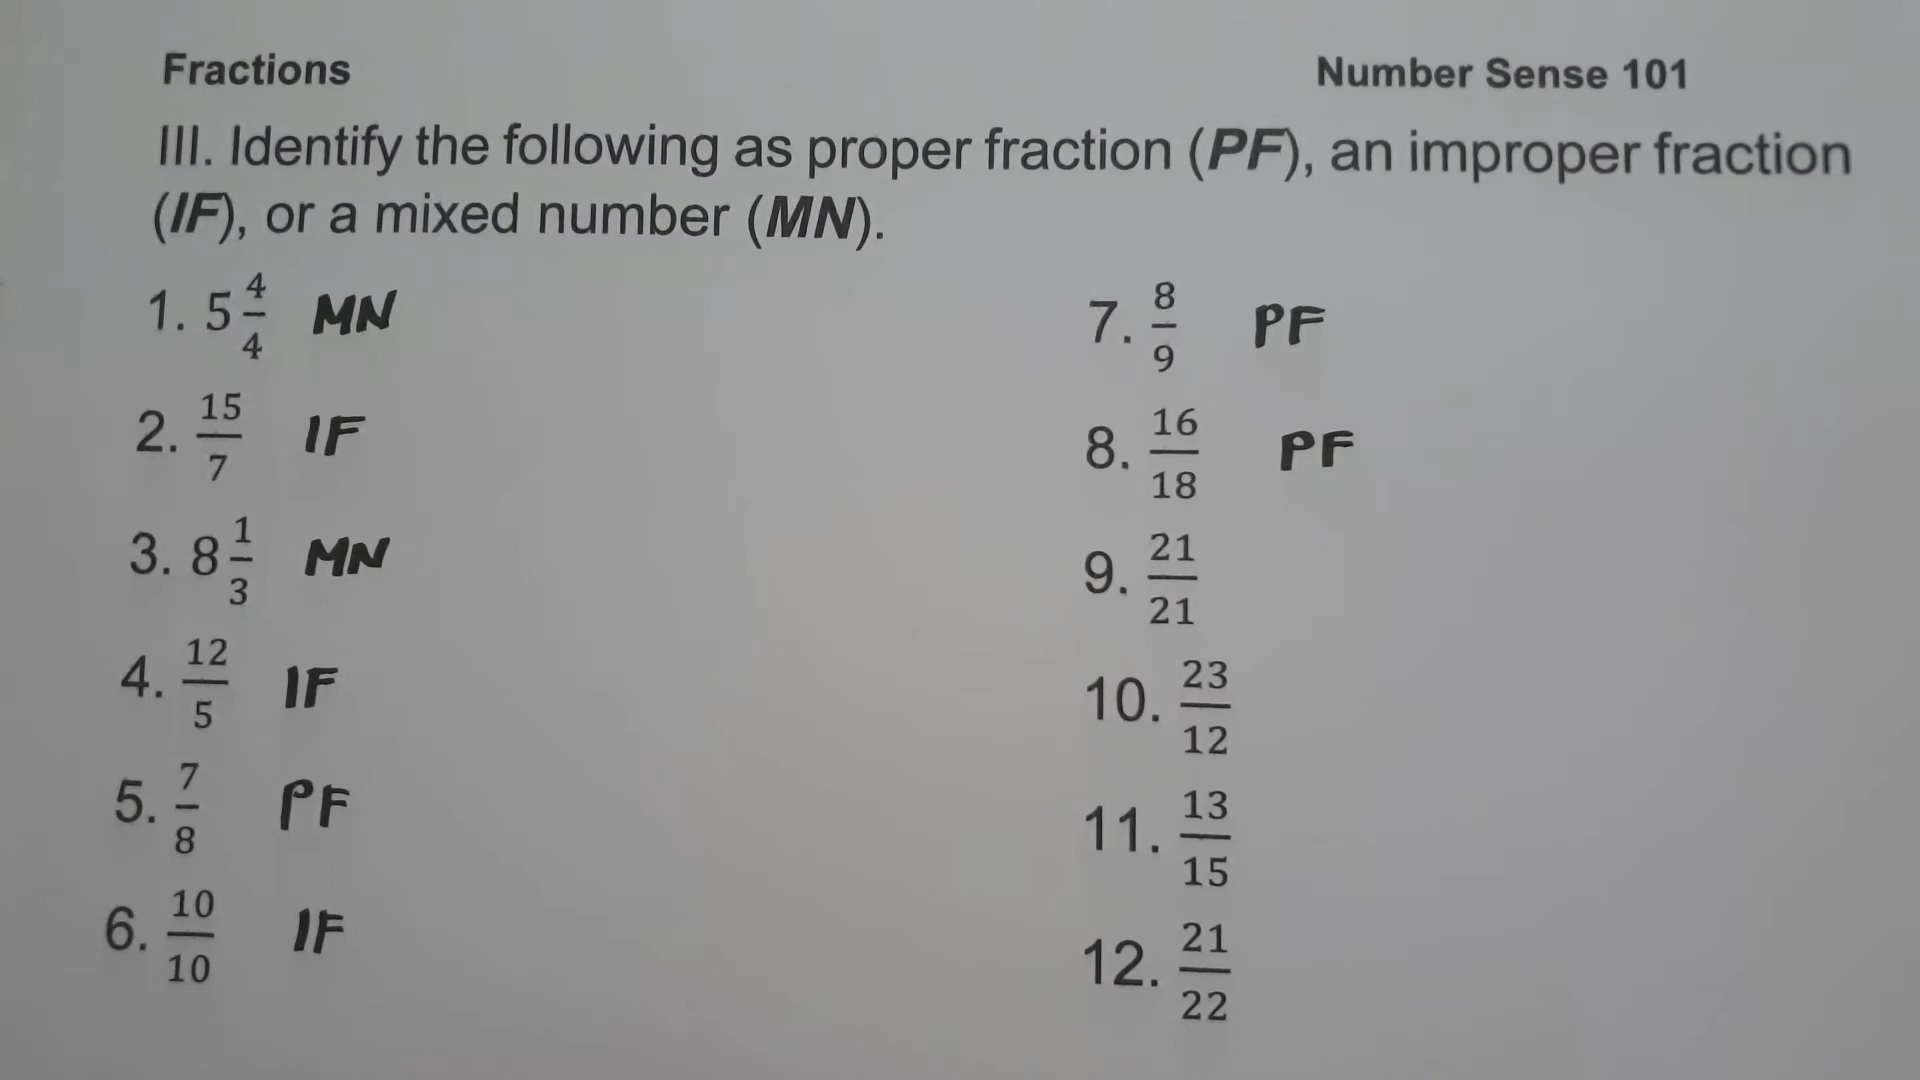 Fractions
Number Sense 101
III. Identify the following as proper fraction (PF), an improper fraction
(IF), or a mixed number (MN).
1. 5 4/4 MN
2. 15/7 IF
3. 8 1/3 MN
4. 12/5 IF
5. 7/8 PF
6. 10/10 IF
7. 8/9 PF
8. 16/18 PF
9. 21/21
10. 23/12
11. 13/15
12. 21/22